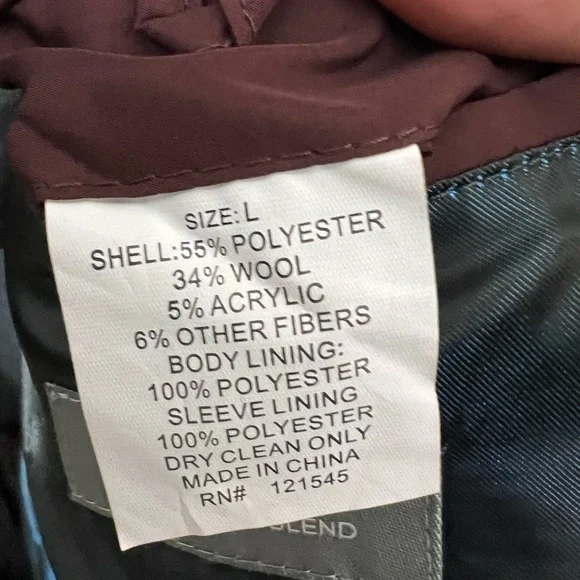 SIZE: L
SHELL:55% POLYESTER
34% WOOL
5% ACRYLIC
6% OTHER FIBERS
BODY LINING:
100% POLYESTER
SLEEVE LINING
100% POLYESTER
DRY CLEAN ONLY
MADE IN CHINA
RN# 121545